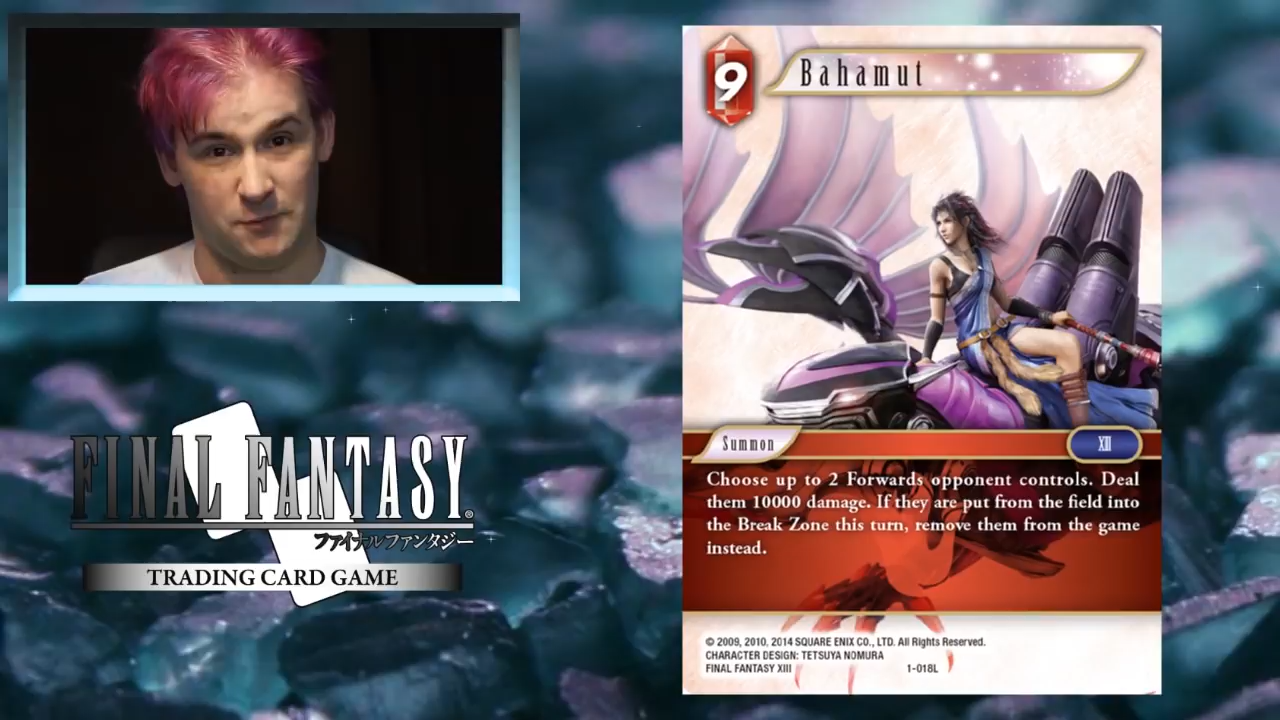 9
Bahamut
Summon
XIII
Choose up to 2 Forwards opponent controls. Deal
them 10000 damage. If they are put from the field into
the Break Zone this turn, remove them from the game
instead.
© 2009, 2010, 2014 SQUARE ENIX CO., LTD. All Rights Reserved.
CHARACTER DESIGN: TETSUYA NOMURA
FINAL FANTASY XIII 1-018L
FINAL FANTASY®
ファイナルファンタジー
TRADING CARD GAME